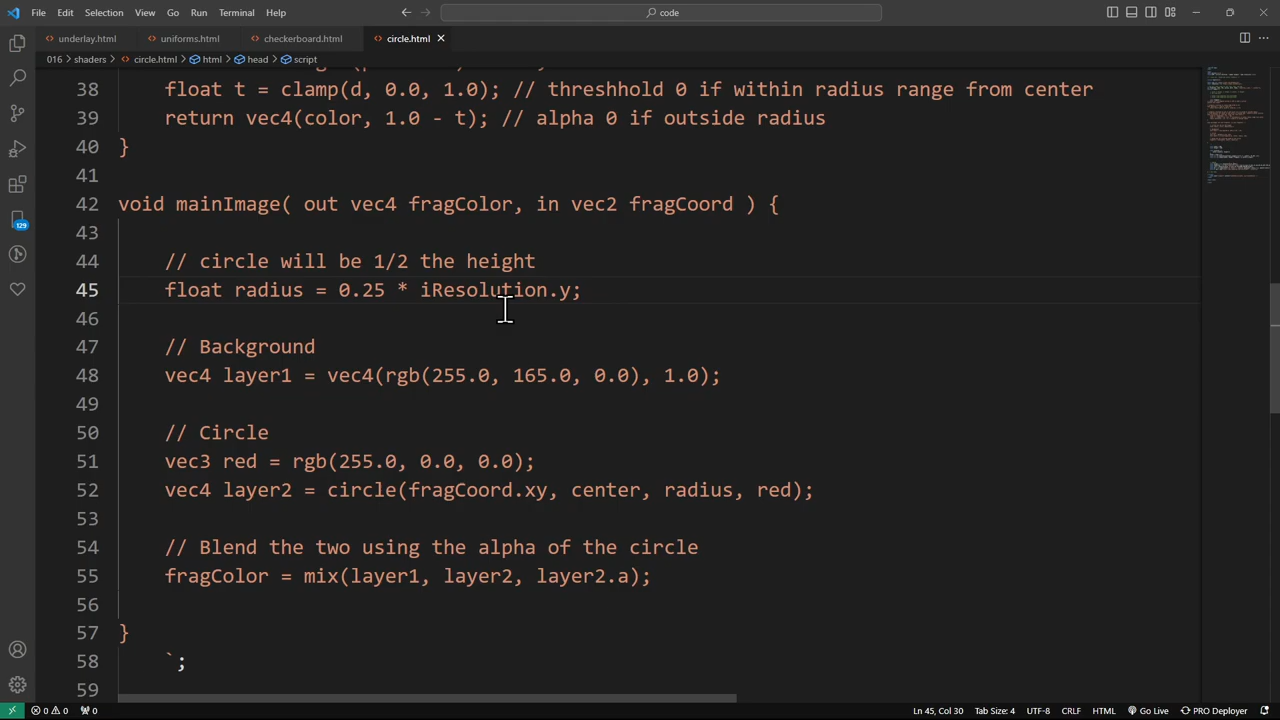 File Edit Selection View Go Run Terminal Help
code
underlay.html uniforms.html checkerboard.html circle.html
016 > shaders > circle.html > html > head > script
38 float t = clamp(d, 0.0, 1.0); // threshhold 0 if within radius range from center
39 return vec4(color, 1.0 - t); // alpha 0 if outside radius
40 }
41
42 void mainImage( out vec4 fragColor, in vec2 fragCoord ) {
43
44 // circle will be 1/2 the height
45 float radius = 0.25 * iResolution.y;
46
47 // Background
48 vec4 layer1 = vec4(rgb(255.0, 165.0, 0.0), 1.0);
49
50 // Circle
51 vec3 red = rgb(255.0, 0.0, 0.0);
52 vec4 layer2 = circle(fragCoord.xy, center, radius, red);
53
54 // Blend the two using the alpha of the circle
55 fragColor = mix(layer1, layer2, layer2.a);
56
57 }
58 `;
59
129
0 0 0 Ln 45, Col 30 Tab Size: 4 UTF-8 CRLF HTML Go Live PRO Deployer